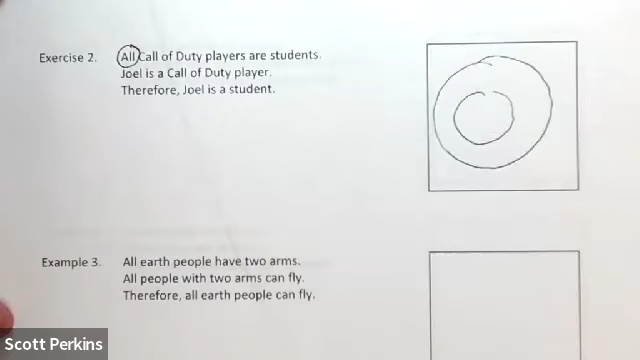 Exercise 2. All Call of Duty players are students.
Joel is a Call of Duty player.
Therefore, Joel is a student.
Example 3. All earth people have two arms.
All people with two arms can fly.
Therefore, all earth people can fly.
Scott Perkins